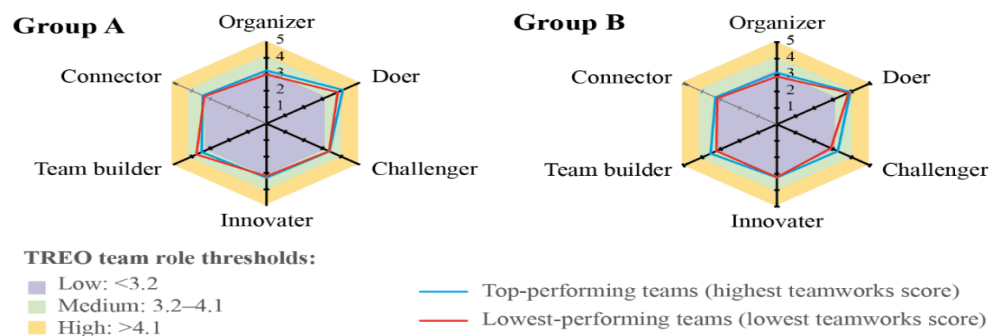 Group A
Organizer
5
4
3
2
1
Connector
Doer
Team builder
Challenger
Innovater
Group B
Organizer
5
4
3
2
1
Connector
Doer
Team builder
Challenger
Innovater
TREO team role thresholds:
Low: <3.2
Medium: 3.2–4.1
High: >4.1
Top-performing teams (highest teamworks score)
Lowest-performing teams (lowest teamworks score)